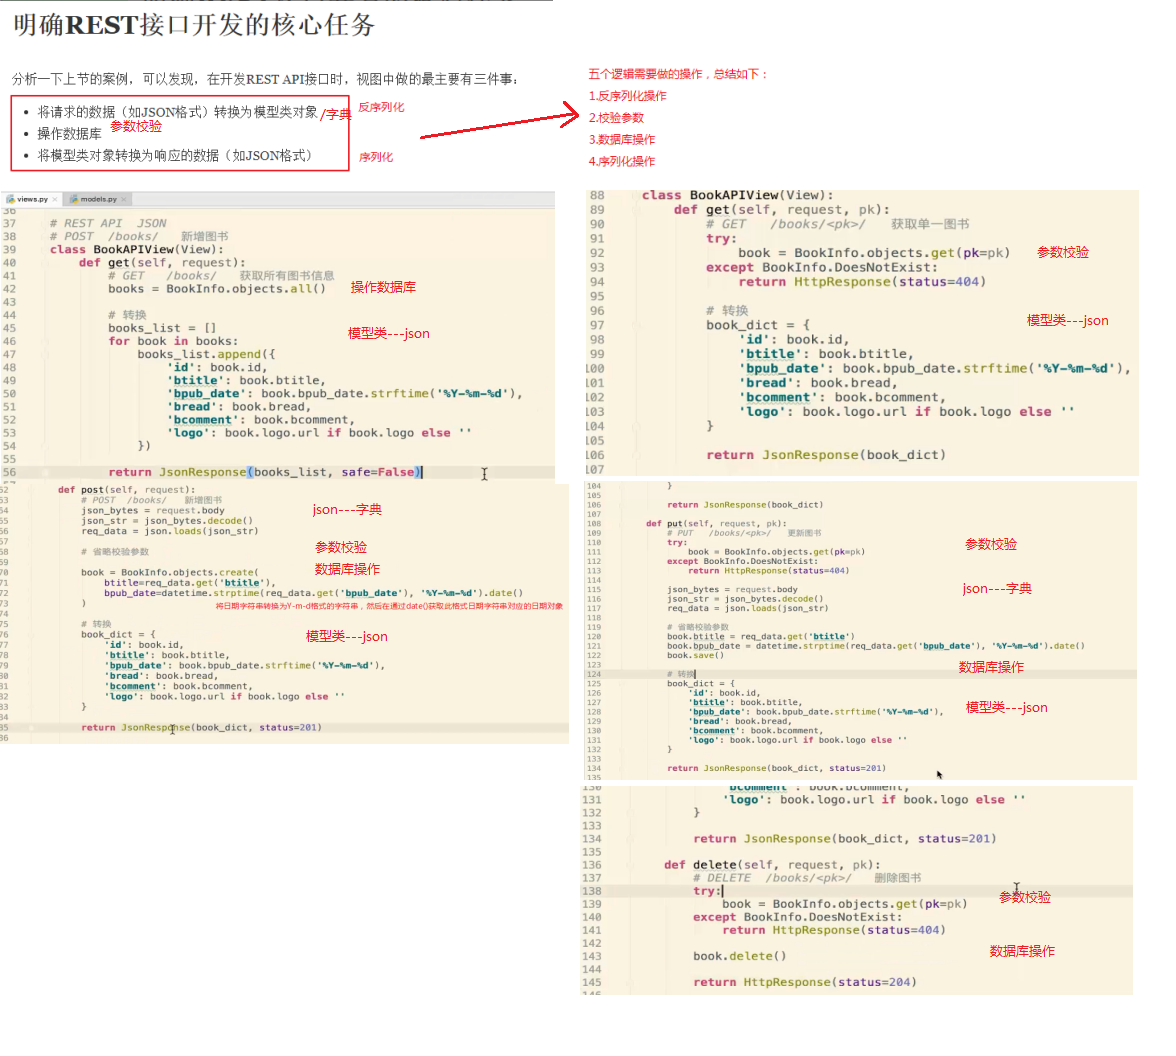 明确REST接口开发的核心任务
分析一下上节的案例，可以发现，在开发REST API接口时，视图中做的最主要有三件事：
将请求的数据（如JSON格式）转换为模型类对象 /字典 反序列化
操作数据库 参数校验
将模型类对象转换为响应的数据（如JSON格式） 序列化
五个逻辑需要做的操作，总结如下：
1.反序列化操作
2.校验参数
3.数据库操作
4.序列化操作
views.py × models.py ×
36
37 # REST API JSON
38 # POST /books/ 新增图书
39 class BookAPIView(View):
40 def get(self, request):
41 # GET /books/ 获取所有图书信息
42 books = BookInfo.objects.all() 操作数据库
43
44 # 转换
45 books_list = [] 模型类---json
46 for book in books:
47 books_list.append({
48 'id': book.id,
49 'btitle': book.btitle,
50 'bpub_date': book.bpub_date.strftime('%Y-%m-%d'),
51 'bread': book.bread,
52 'bcomment': book.bcomment,
53 'logo': book.logo.url if book.logo else ''
54 })
55
56 return JsonResponse(books_list, safe=False)
62 def post(self, request):
63 # POST /books/ 新增图书
64 json_bytes = request.body json---字典
65 json_str = json_bytes.decode()
66 req_data = json.loads(json_str)
67 参数校验
68 # 省略校验参数
69 数据库操作
70 book = BookInfo.objects.create(
71 btitle=req_data.get('btitle'),
72 bpub_date=datetime.strptime(req_data.get('bpub_date'), '%Y-%m-%d').date()
73 )
将日期字符串转换为Y-m-d格式的字符串，然后在通过date()获取此格式日期字符串对应的日期对象
74
75 # 转换
76 book_dict = { 模型类---json
77 'id': book.id,
78 'btitle': book.btitle,
79 'bpub_date': book.bpub_date.strftime('%Y-%m-%d'),
80 'bread': book.bread,
81 'bcomment': book.bcomment,
82 'logo': book.logo.url if book.logo else ''
83 }
84
85 return JsonResponse(book_dict, status=201)
86
88 class BookAPIView(View):
89 def get(self, request, pk):
90 # GET /books/<pk>/ 获取单一图书
91 try:
92 book = BookInfo.objects.get(pk=pk) 参数校验
93 except BookInfo.DoesNotExist:
94 return HttpResponse(status=404)
95
96 # 转换 模型类---json
97 book_dict = {
98 'id': book.id,
99 'btitle': book.btitle,
100 'bpub_date': book.bpub_date.strftime('%Y-%m-%d'),
101 'bread': book.bread,
102 'bcomment': book.bcomment,
103 'logo': book.logo.url if book.logo else ''
104 }
105
106 return JsonResponse(book_dict)
107
104 }
105
106 return JsonResponse(book_dict)
107
108 def put(self, request, pk):
109 # PUT /books/<pk>/ 更新图书
110 try: 参数校验
111 book = BookInfo.objects.get(pk=pk)
112 except BookInfo.DoesNotExist:
113 return HttpResponse(status=404)
114
115 json_bytes = request.body json---字典
116 json_str = json_bytes.decode()
117 req_data = json.loads(json_str)
118
119 # 省略校验参数
120 book.btitle = req_data.get('btitle')
121 book.bpub_date = datetime.strptime(req_data.get('bpub_date'), '%Y-%m-%d').date()
122 book.save()
123 数据库操作
124 # 转换
125 book_dict = {
126 'id': book.id,
127 'btitle': book.btitle,
128 'bpub_date': book.bpub_date.strftime('%Y-%m-%d'), 模型类---json
129 'bread': book.bread,
130 'bcomment': book.bcomment,
131 'logo': book.logo.url if book.logo else ''
132 }
133
134 return JsonResponse(book_dict, status=201)
135
130 'bcomment': book.bcomment,
131 'logo': book.logo.url if book.logo else ''
132 }
133
134 return JsonResponse(book_dict, status=201)
135
136 def delete(self, request, pk):
137 # DELETE /books/<pk>/ 删除图书
138 try:
139 book = BookInfo.objects.get(pk=pk) 参数校验
140 except BookInfo.DoesNotExist:
141 return HttpResponse(status=404)
142
143 book.delete() 数据库操作
144
145 return HttpResponse(status=204)
146